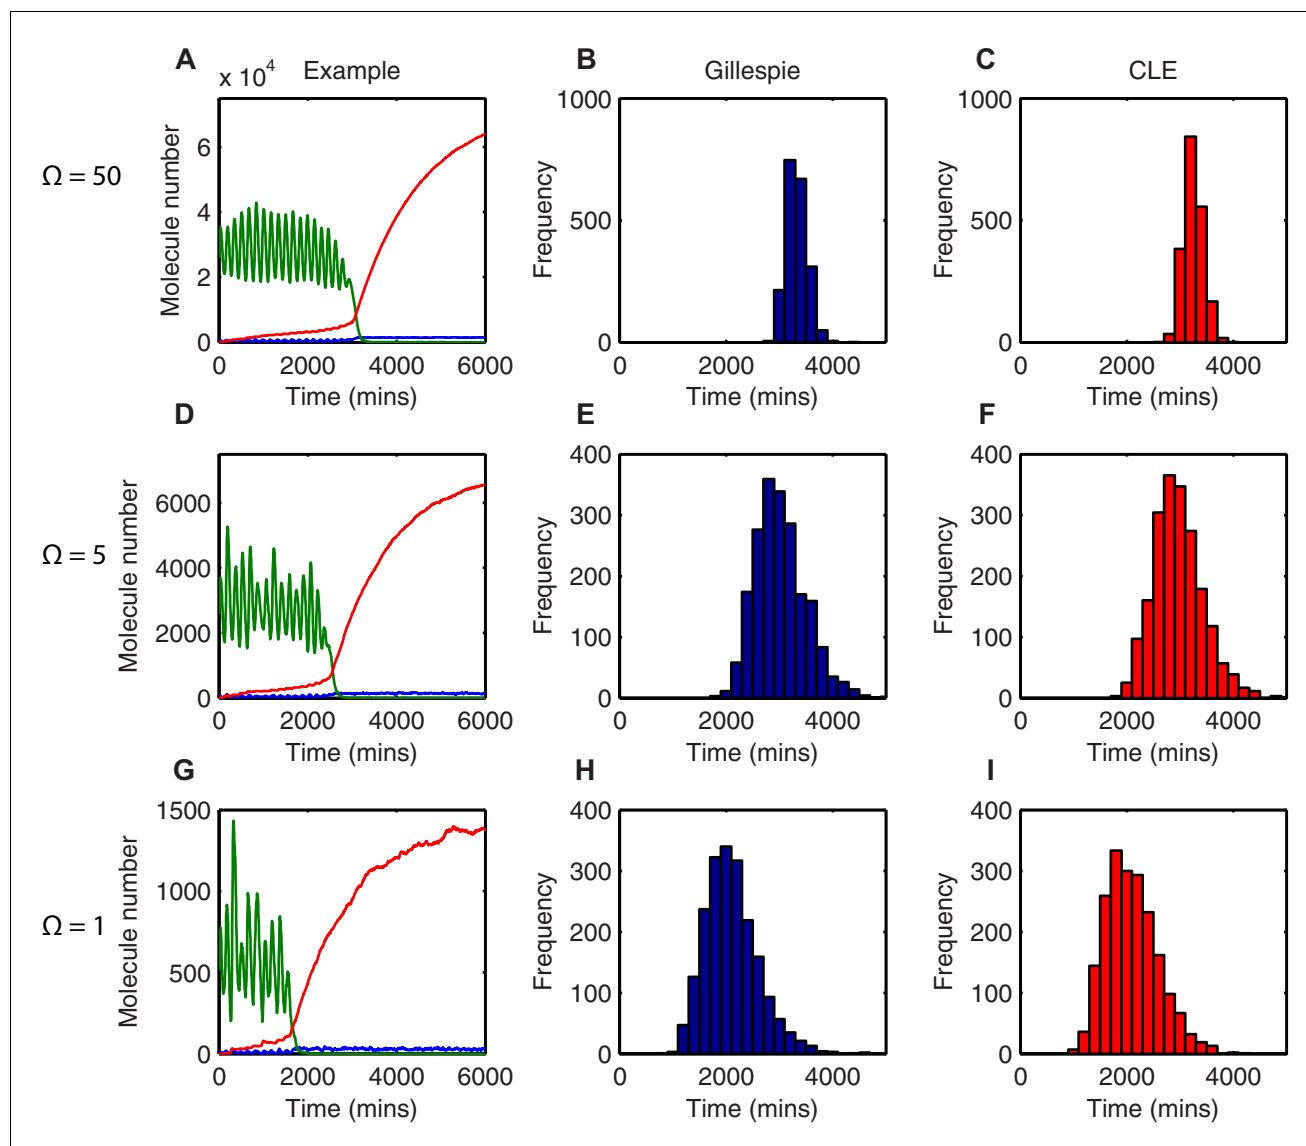 A B C
x 10^4 Example Gillespie CLE
Ω = 50
Molecule number
6
4
2
0
0 2000 4000 6000
Time (mins)
Frequency
1000
500
0
0 2000 4000
Time (mins)
Frequency
1000
500
0
0 2000 4000
Time (mins)
D E F
Ω = 5
Molecule number
6000
4000
2000
0
0 2000 4000 6000
Time (mins)
Frequency
400
300
200
100
0
0 2000 4000
Time (mins)
Frequency
400
300
200
100
0
0 2000 4000
Time (mins)
G H I
Ω = 1
Molecule number
1500
1000
500
0
0 2000 4000 6000
Time (mins)
Frequency
400
300
200
100
0
0 2000 4000
Time (mins)
Frequency
400
300
200
100
0
0 2000 4000
Time (mins)